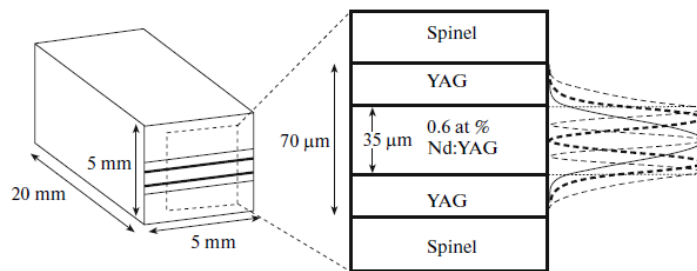 5 mm
20 mm
5 mm
70 μm
35 μm
Spinel
YAG
0.6 at %
Nd:YAG
YAG
Spinel